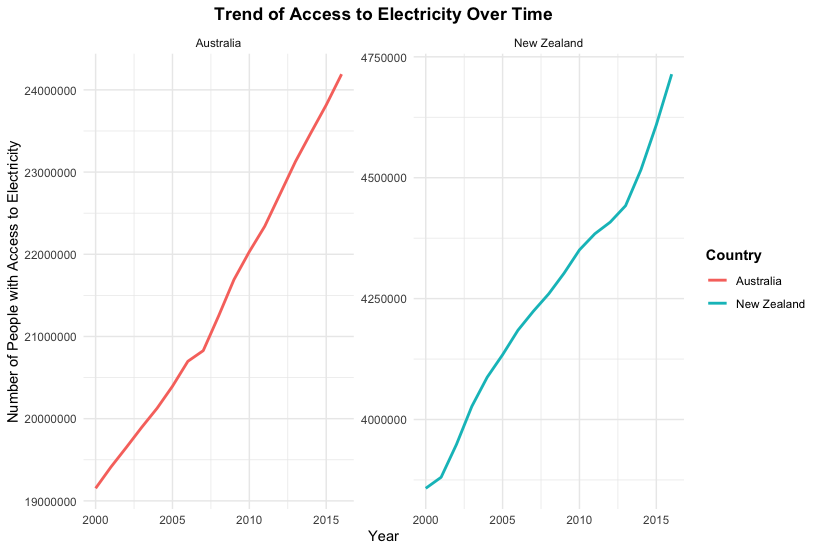 Trend of Access to Electricity Over Time
Australia
New Zealand
Number of People with Access to Electricity
24000000
23000000
22000000
21000000
20000000
19000000
4750000
4500000
4250000
4000000
2000
2005
2010
2015
2000
2005
2010
2015
Year
Country
Australia
New Zealand